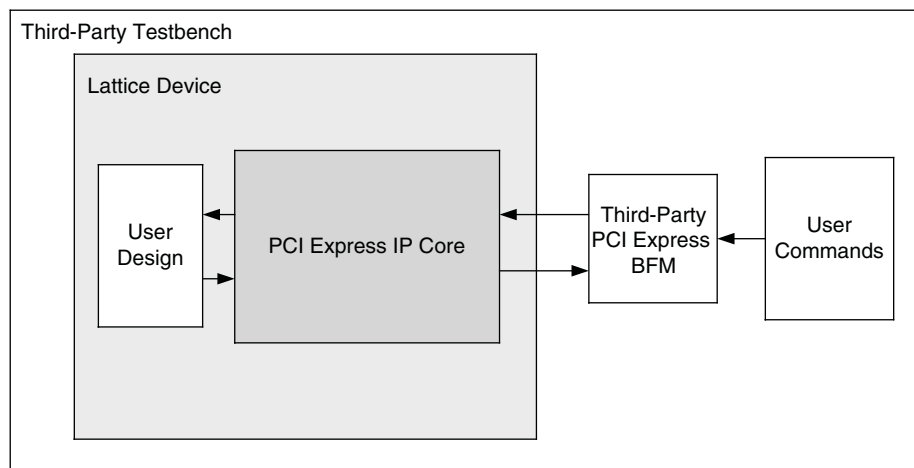 Third-Party Testbench
Lattice Device
User
Design
PCI Express IP Core
Third-Party
PCI Express
BFM
User
Commands